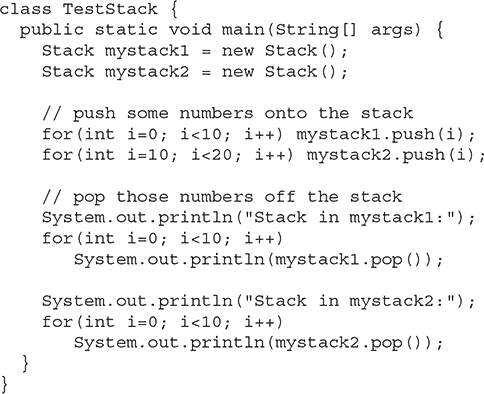 class TestStack {
  public static void main(String[] args) {
    Stack mystack1 = new Stack();
    Stack mystack2 = new Stack();

    // push some numbers onto the stack
    for(int i=0; i<10; i++) mystack1.push(i);
    for(int i=10; i<20; i++) mystack2.push(i);

    // pop those numbers off the stack
    System.out.println("Stack in mystack1:");
    for(int i=0; i<10; i++)
       System.out.println(mystack1.pop());

    System.out.println("Stack in mystack2:");
    for(int i=0; i<10; i++)
       System.out.println(mystack2.pop());
  }
}